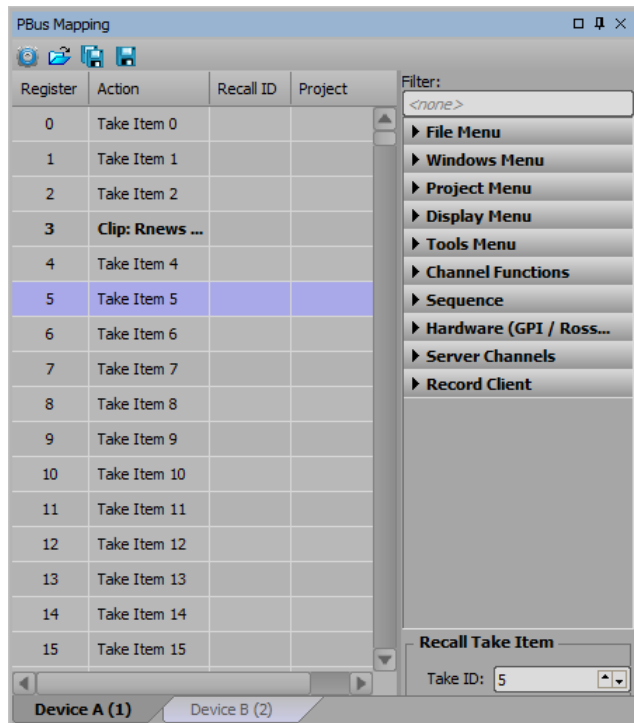 PBus Mapping
Register Action Recall ID Project
0 Take Item 0
1 Take Item 1
2 Take Item 2
3 Clip: Rnews ...
4 Take Item 4
5 Take Item 5
6 Take Item 6
7 Take Item 7
8 Take Item 8
9 Take Item 9
10 Take Item 10
11 Take Item 11
12 Take Item 12
13 Take Item 13
14 Take Item 14
15 Take Item 15
Filter:
<none>
File Menu
Windows Menu
Project Menu
Display Menu
Tools Menu
Channel Functions
Sequence
Hardware (GPI / Ross...
Server Channels
Record Client
Recall Take Item
Take ID: 5
Device A (1) Device B (2)